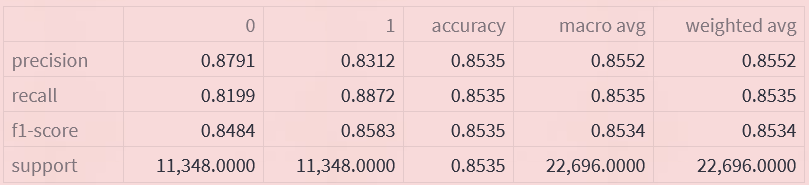 0 1 accuracy macro avg weighted avg
precision 0.8791 0.8312 0.8535 0.8552 0.8552
recall 0.8199 0.8872 0.8535 0.8535 0.8535
f1-score 0.8484 0.8583 0.8535 0.8534 0.8534
support 11,348.0000 11,348.0000 0.8535 22,696.0000 22,696.0000